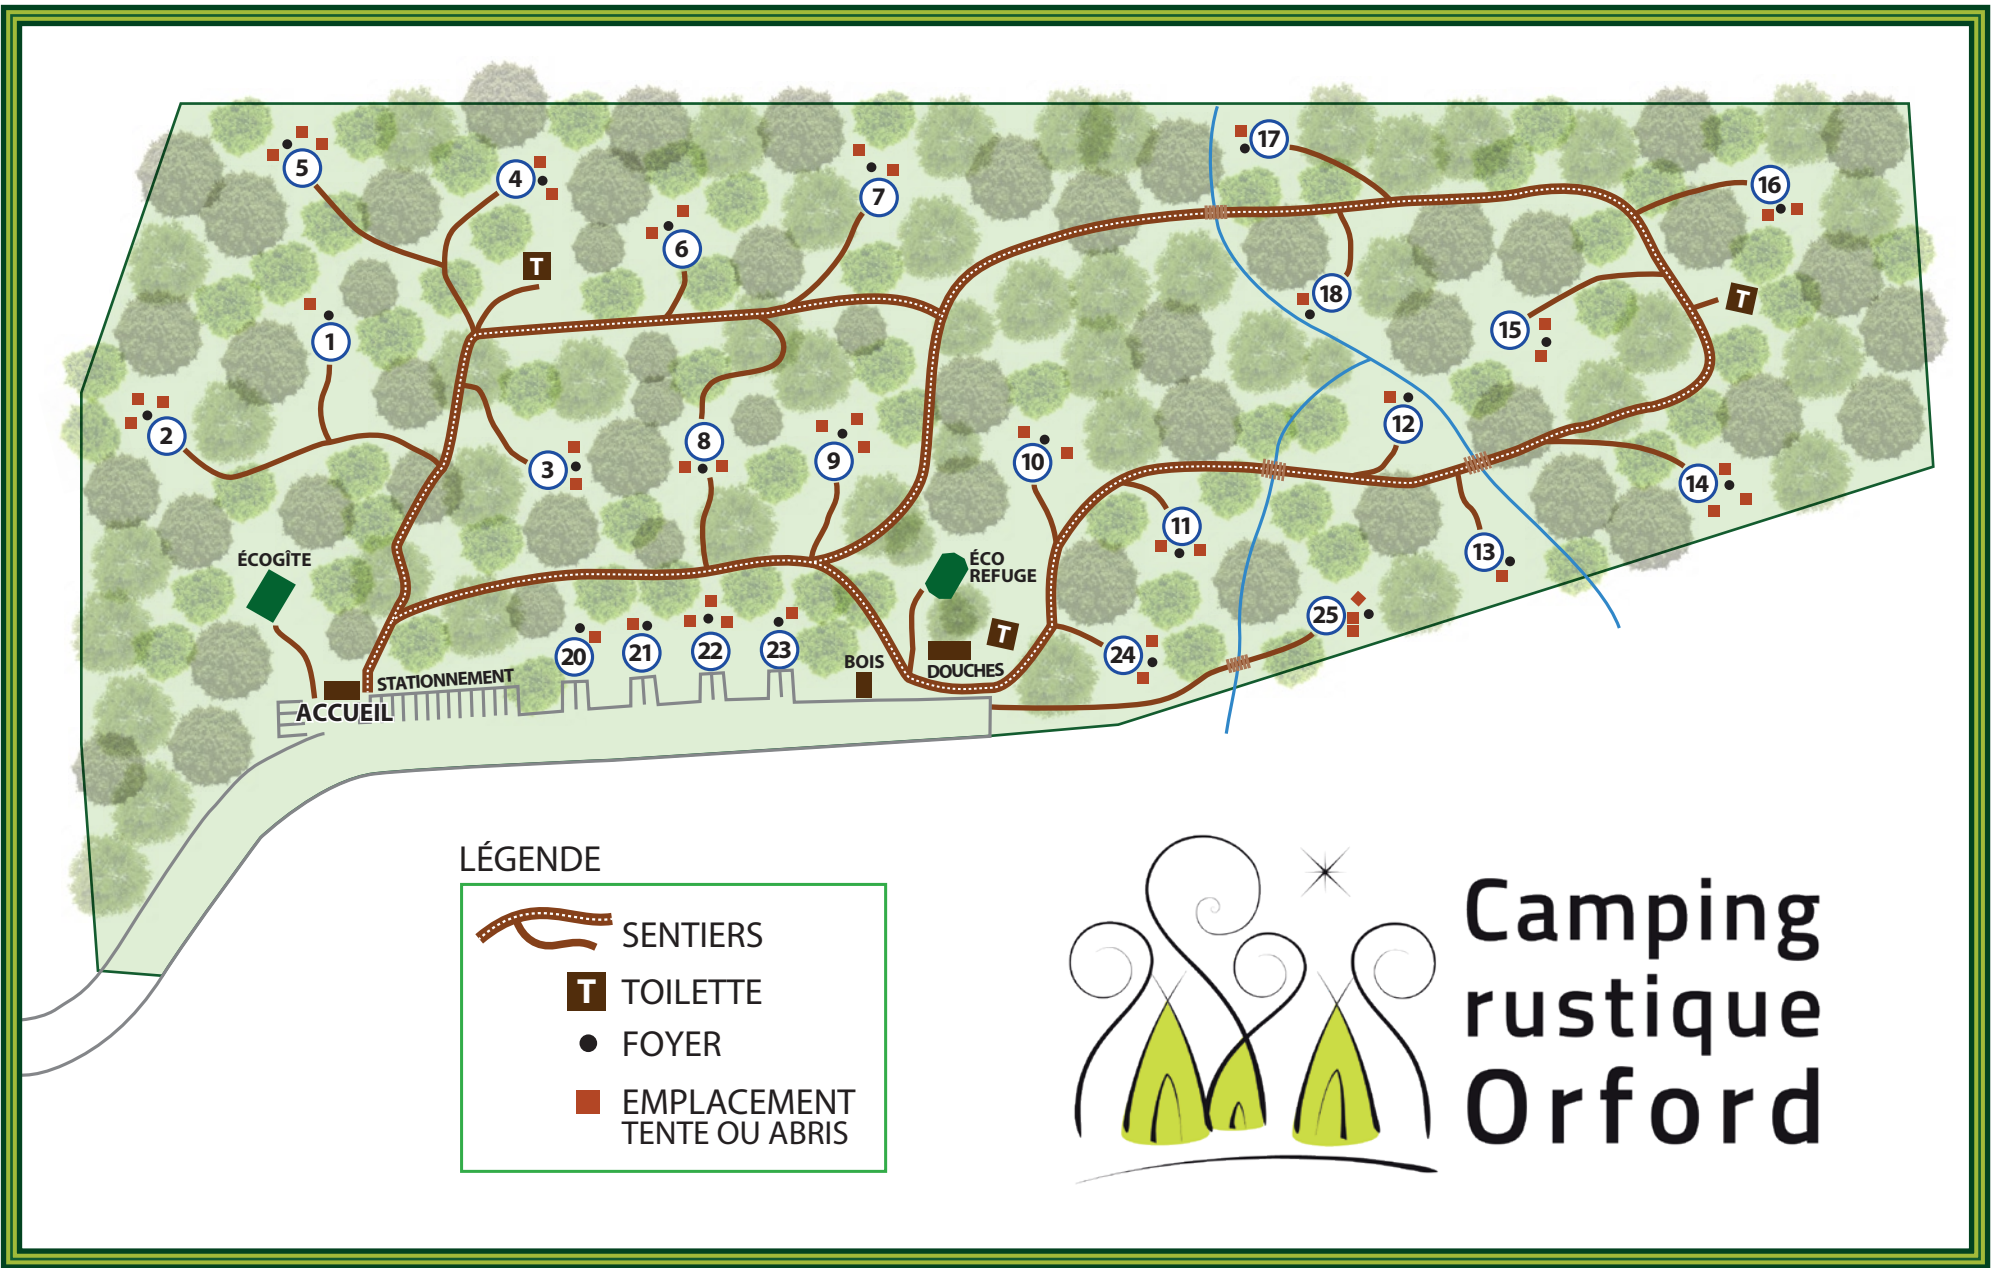 17
5
4
16
7
6
T
18
T
1
15
12
2
8
9
10
3
14
11
13
ÉCOGÎTE
ÉCO
REFUGE
25
T
20
21
22
23
24
BOIS
DOUCHES
STATIONNEMENT
ACCUEIL
LÉGENDE
SENTIERS
T TOILETTE
FOYER
EMPLACEMENT
TENTE OU ABRIS
Camping
rustique
Orford